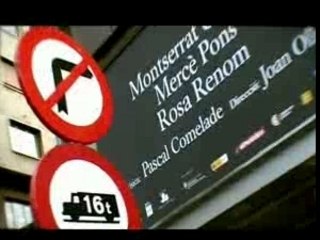 Montserrat
Mercè Pons
Rosa Renom
Pascal Comelade
Direcció: Joan
16t